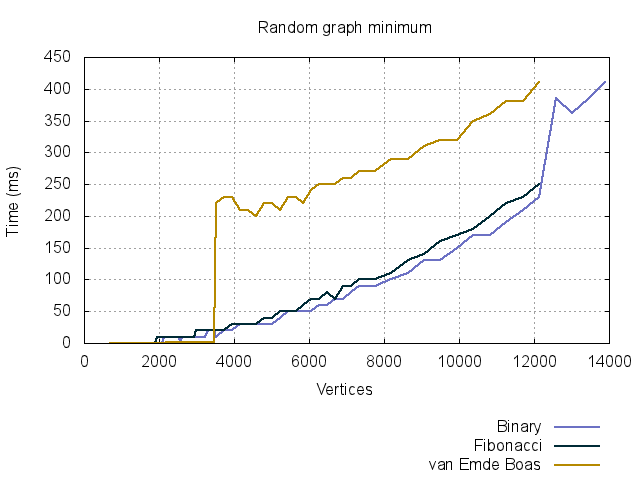 Random graph minimum
450
400
350
300
250
200
150
100
50
0
Time (ms)
0 2000 4000 6000 8000 10000 12000 14000
Vertices
Binary
Fibonacci
van Emde Boas